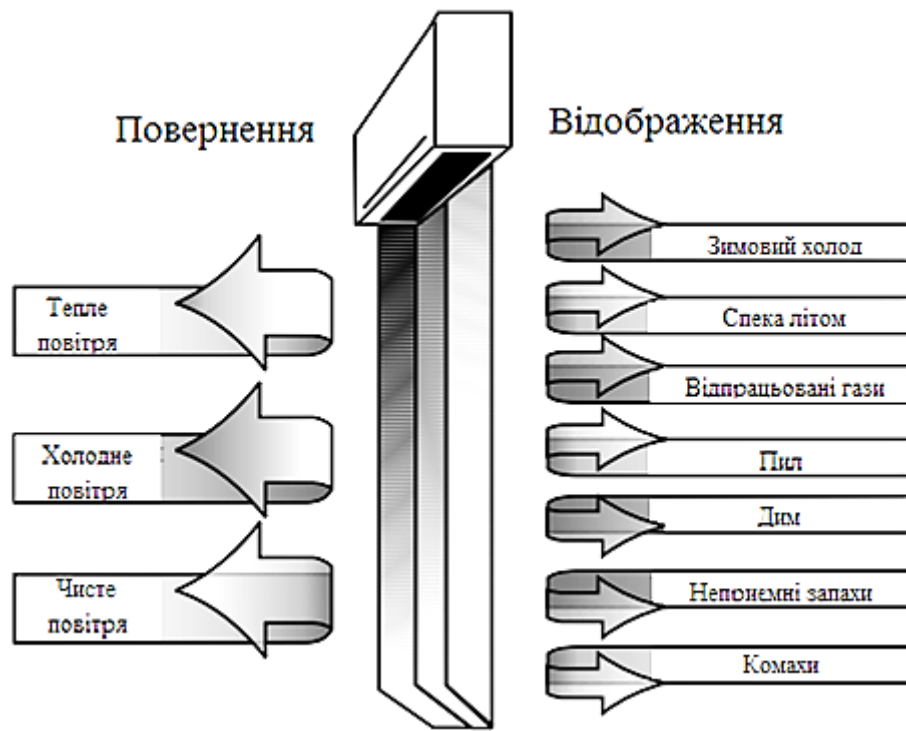 Повернення
Тепле
повітря
Холодне
повітря
Чисте
повітря
Відображення
Зимовий холод
Спека літом
Відпрацьовані гази
Пил
Дим
Неприємні запахи
Комахи